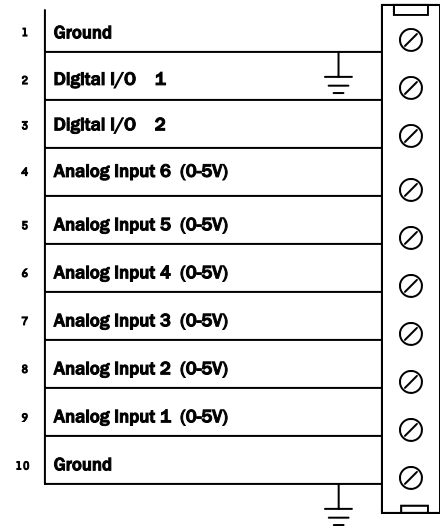 1 Ground
2 Digital I/O 1
3 Digital I/O 2
4 Analog Input 6 (0-5V)
5 Analog Input 5 (0-5V)
6 Analog Input 4 (0-5V)
7 Analog Input 3 (0-5V)
8 Analog Input 2 (0-5V)
9 Analog Input 1 (0-5V)
10 Ground